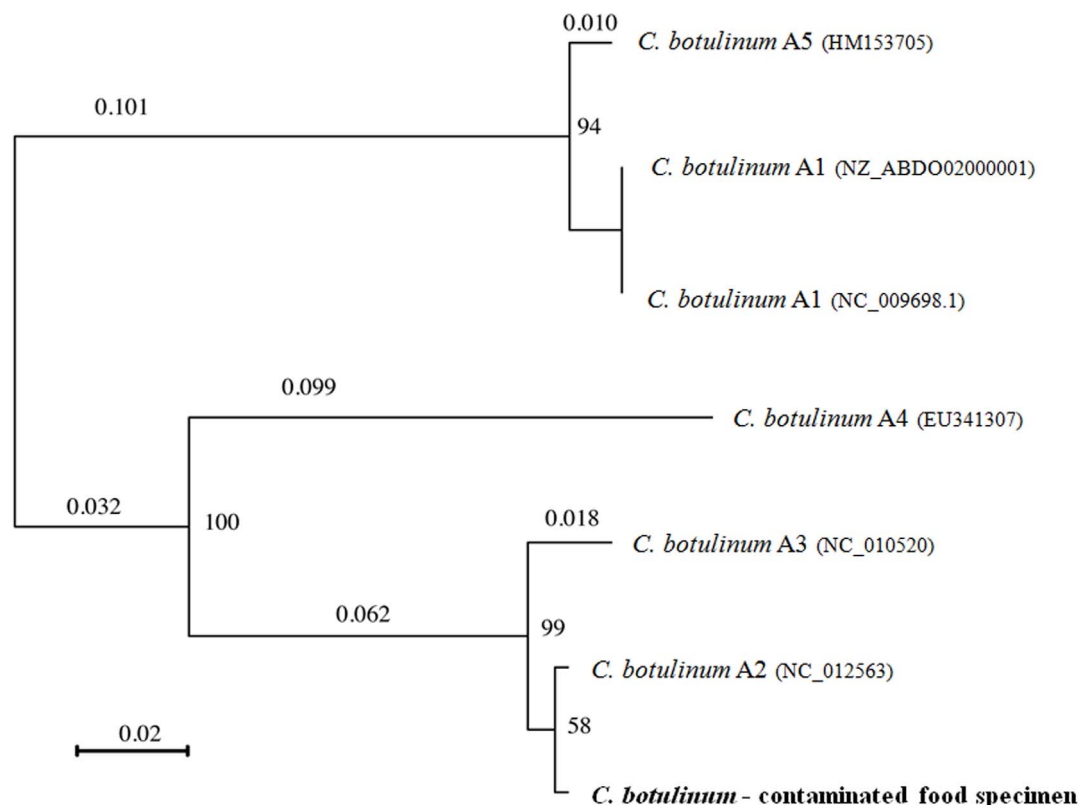 0.010
C. botulinum A5 (HM153705)
0.101
94
C. botulinum A1 (NZ_ABDO02000001)
C. botulinum A1 (NC_009698.1)
0.099
C. botulinum A4 (EU341307)
0.032
100
0.018
C. botulinum A3 (NC_010520)
0.062
99
C. botulinum A2 (NC_012563)
58
0.02
C. botulinum - contaminated food specimen